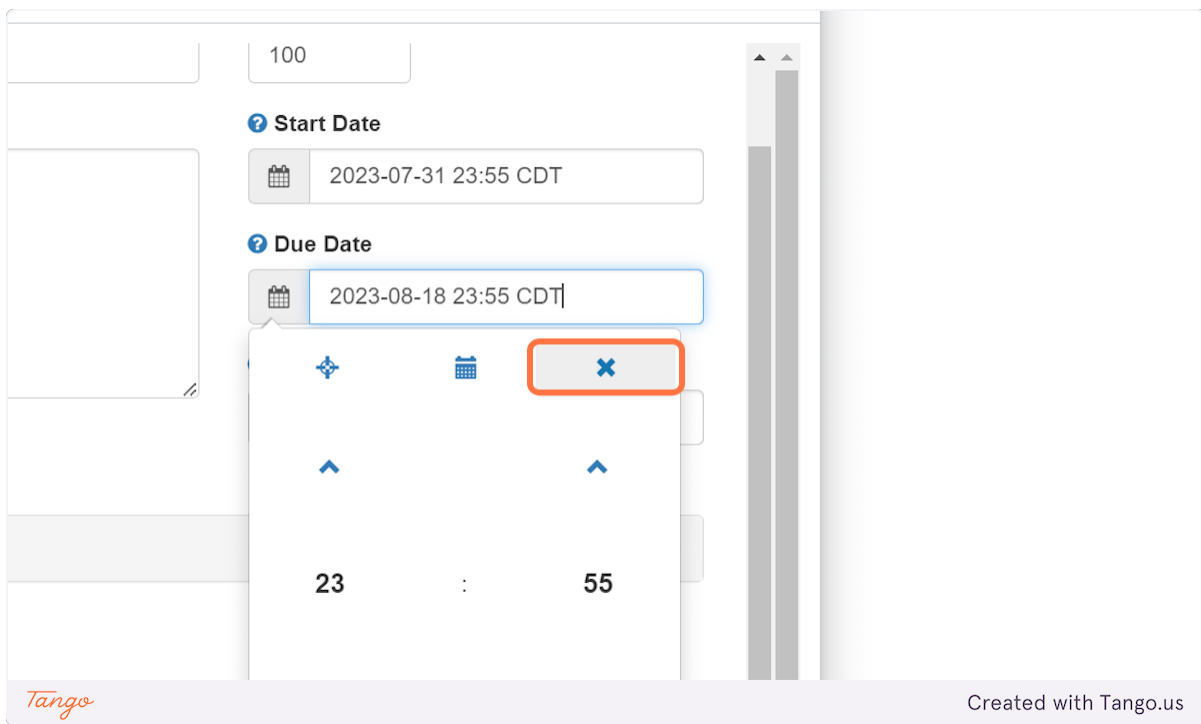 100
Start Date
2023-07-31 23:55 CDT
Due Date
2023-08-18 23:55 CDT
23 : 55
Tango
Created with Tango.us